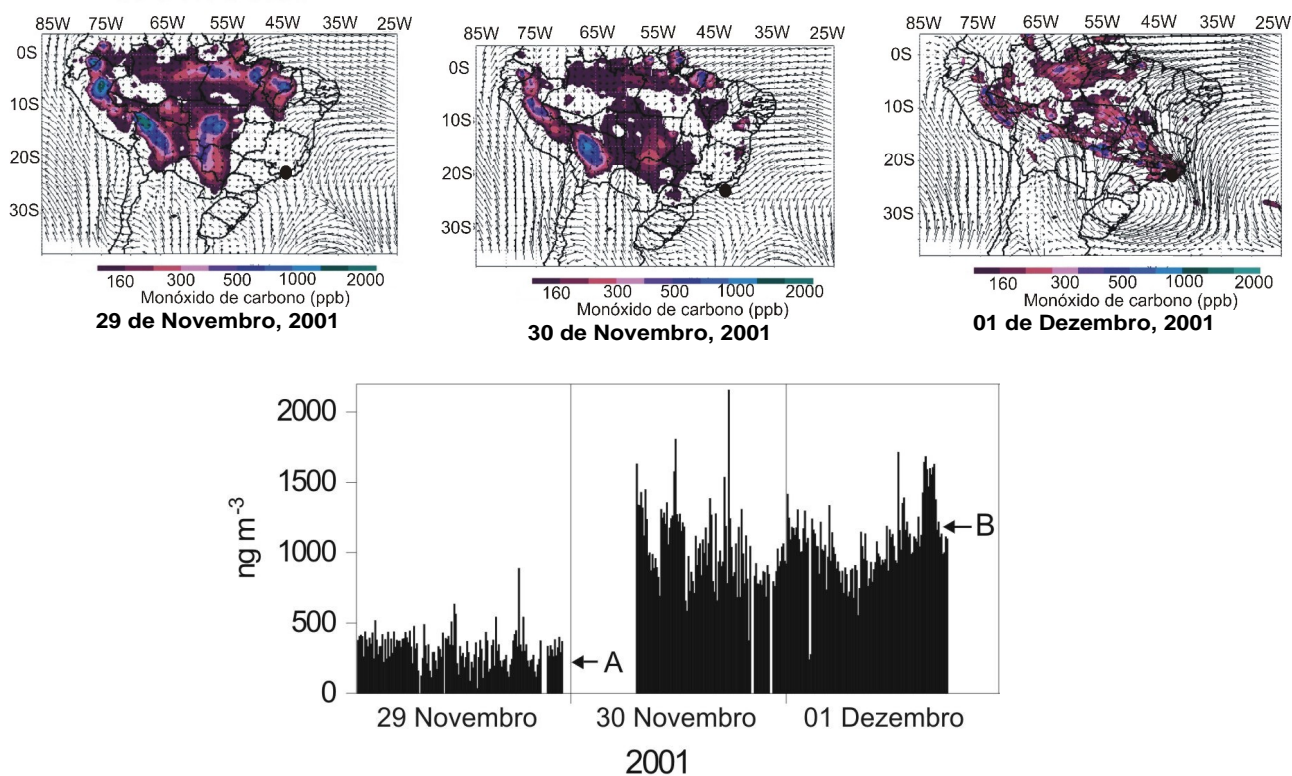 85W 75W 65W 55W 45W 35W 25W
0S
10S
20S
30S
160 300 500 1000 2000
Monóxido de carbono (ppb)
29 de Novembro, 2001
85W 75W 65W 55W 45W 35W 25W
0S
10S
20S
30S
160 300 500 1000 2000
Monóxido de carbono (ppb)
30 de Novembro, 2001
85W 75W 65W 55W 45W 35W 25W
0S
10S
20S
30S
160 300 500 1000 2000
Monóxido de carbono (ppb)
01 de Dezembro, 2001
ng m-3
2000
1500
1000
500
0
A
B
29 Novembro 30 Novembro 01 Dezembro
2001